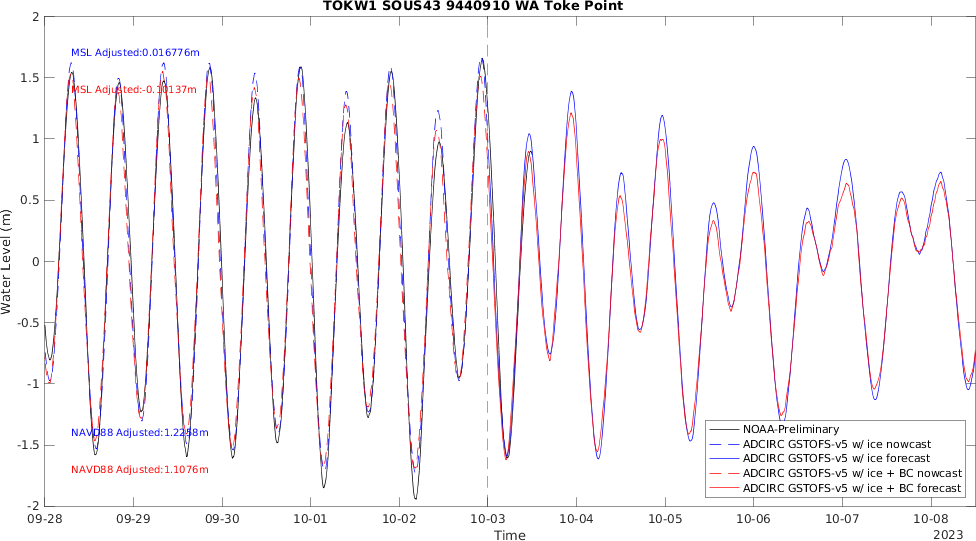 TOKW1 SOUS43 9440910 WA Toke Point
2
MSL Adjusted:0.016776m
1.5
MSL Adjusted:-0.10137m
1
0.5
0
Water Level (m)
-0.5
-1
NAVD88 Adjusted:1.2258m
-1.5
NAVD88 Adjusted:1.1076m
-2
NOAA-Preliminary
ADCIRC GSTOFS-v5 w/ ice nowcast
ADCIRC GSTOFS-v5 w/ ice forecast
ADCIRC GSTOFS-v5 w/ ice + BC nowcast
ADCIRC GSTOFS-v5 w/ ice + BC forecast
09-28 09-29 09-30 10-01 10-02 10-03 10-04 10-05 10-06 10-07 10-08
Time 2023